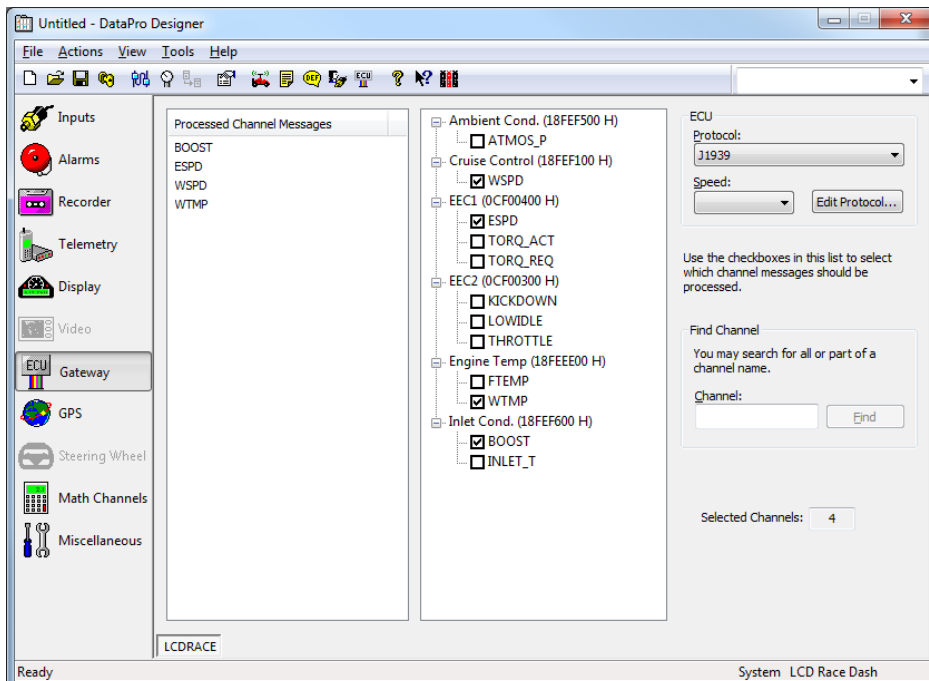 Untitled - DataPro Designer
File Actions View Tools Help
DEF
ECU
Inputs
Alarms
Recorder
Telemetry
Display
Video
ECU
Gateway
GPS
Steering Wheel
Math Channels
Miscellaneous
Processed Channel Messages
BOOST
ESPD
WSPD
WTMP
Ambient Cond. (18FEF500 H)
ATMOS_P
Cruise Control (18FEF100 H)
WSPD
EEC1 (0CF00400 H)
ESPD
TORQ_ACT
TORQ_REQ
EEC2 (0CF00300 H)
KICKDOWN
LOWIDLE
THROTTLE
Engine Temp (18FEEE00 H)
FTEMP
WTMP
Inlet Cond. (18FEF600 H)
BOOST
INLET_T
ECU
Protocol:
J1939
Speed:
Edit Protocol...
Use the checkboxes in this list to select
which channel messages should be
processed.
Find Channel
You may search for all or part of a
channel name.
Channel:
Find
Selected Channels: 4
LCDRACE
Ready
System LCD Race Dash